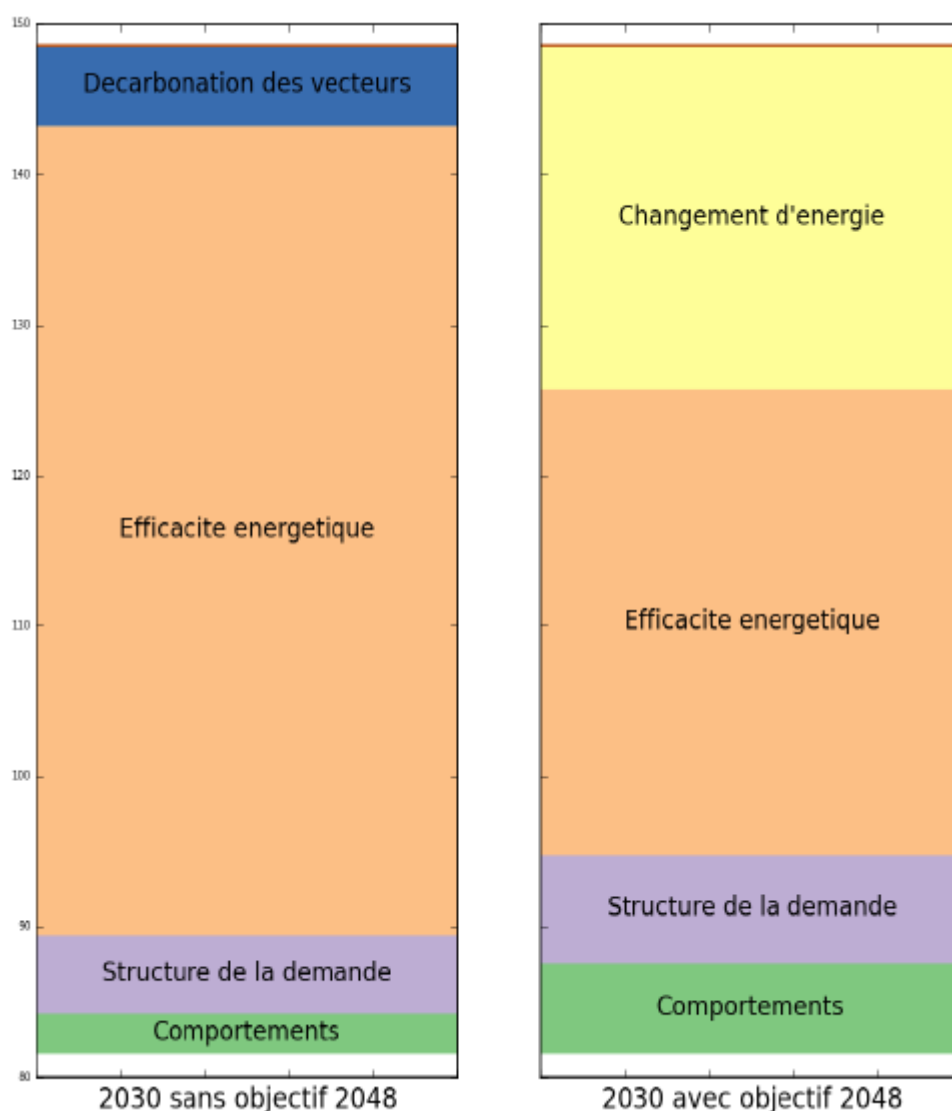 150
140
130
120
110
100
90
80
Decarbonation des vecteurs
Efficacite energetique
Structure de la demande
Comportements
2030 sans objectif 2048
Changement d'energie
Efficacite energetique
Structure de la demande
Comportements
2030 avec objectif 2048